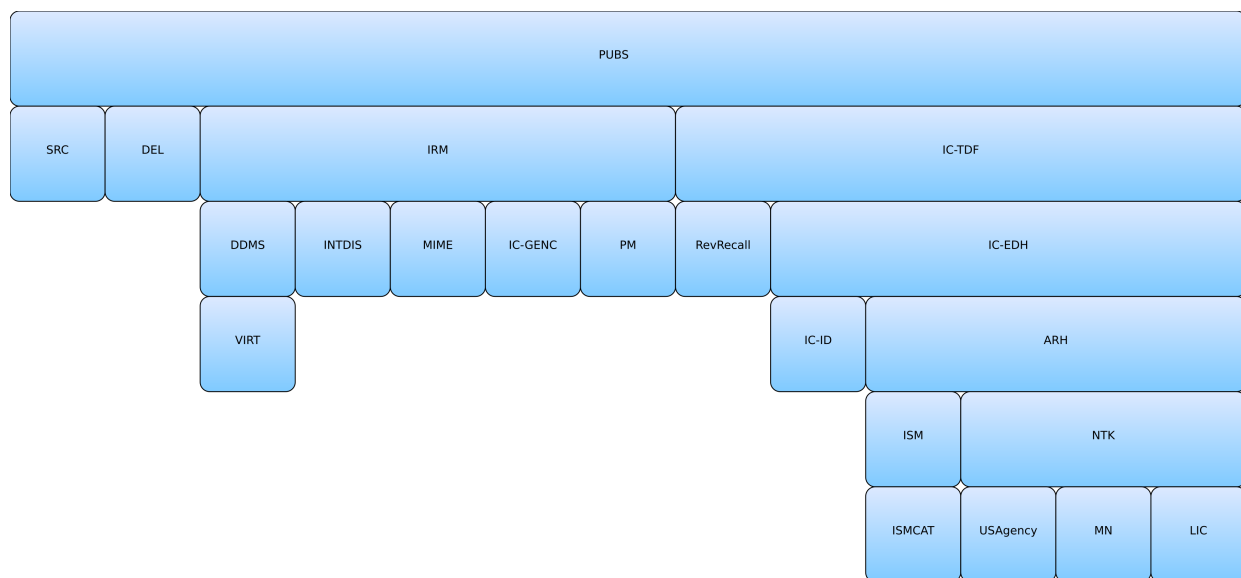 PUBS
SRC DEL IRM IC-TDF
DDMS INTDIS MIME IC-GENC PM RevRecall IC-EDH
VIRT IC-ID ARH
ISM NTK
ISMCAT USAgency MN LIC